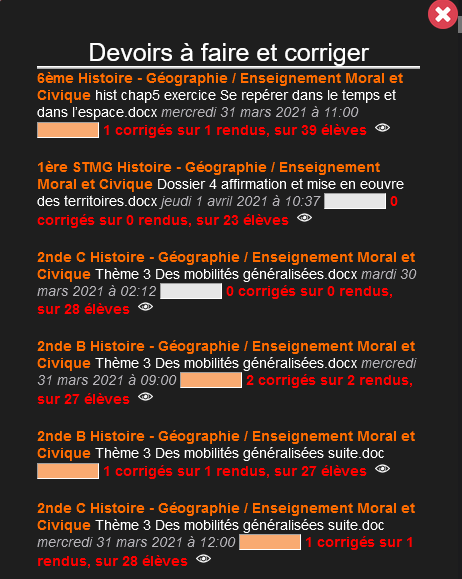 Devoirs à faire et corriger
6ème Histoire - Géographie / Enseignement Moral et
Civique hist chap5 exercice Se repérer dans le temps et
dans l'espace.docx mercredi 31 mars 2021 à 11:00
1 corrigés sur 1 rendus, sur 39 élèves
1ère STMG Histoire - Géographie / Enseignement
Moral et Civique Dossier 4 affirmation et mise en eouvre
des territoires.docx jeudi 1 avril 2021 à 10:37 0
corrigés sur 0 rendus, sur 23 élèves
2nde C Histoire - Géographie / Enseignement Moral et
Civique Thème 3 Des mobilités généralisées.docx mardi 30
mars 2021 à 02:12 0 corrigés sur 0 rendus,
sur 28 élèves
2nde B Histoire - Géographie / Enseignement Moral et
Civique Thème 3 Des mobilités généralisées.docx mercredi
31 mars 2021 à 09:00 2 corrigés sur 2 rendus,
sur 27 élèves
2nde B Histoire - Géographie / Enseignement Moral et
Civique Thème 3 Des mobilités généralisées suite.doc
1 corrigés sur 1 rendus, sur 27 élèves
2nde C Histoire - Géographie / Enseignement Moral et
Civique Thème 3 Des mobilités généralisées suite.doc
mercredi 31 mars 2021 à 12:00 1 corrigés sur 1
rendus, sur 28 élèves